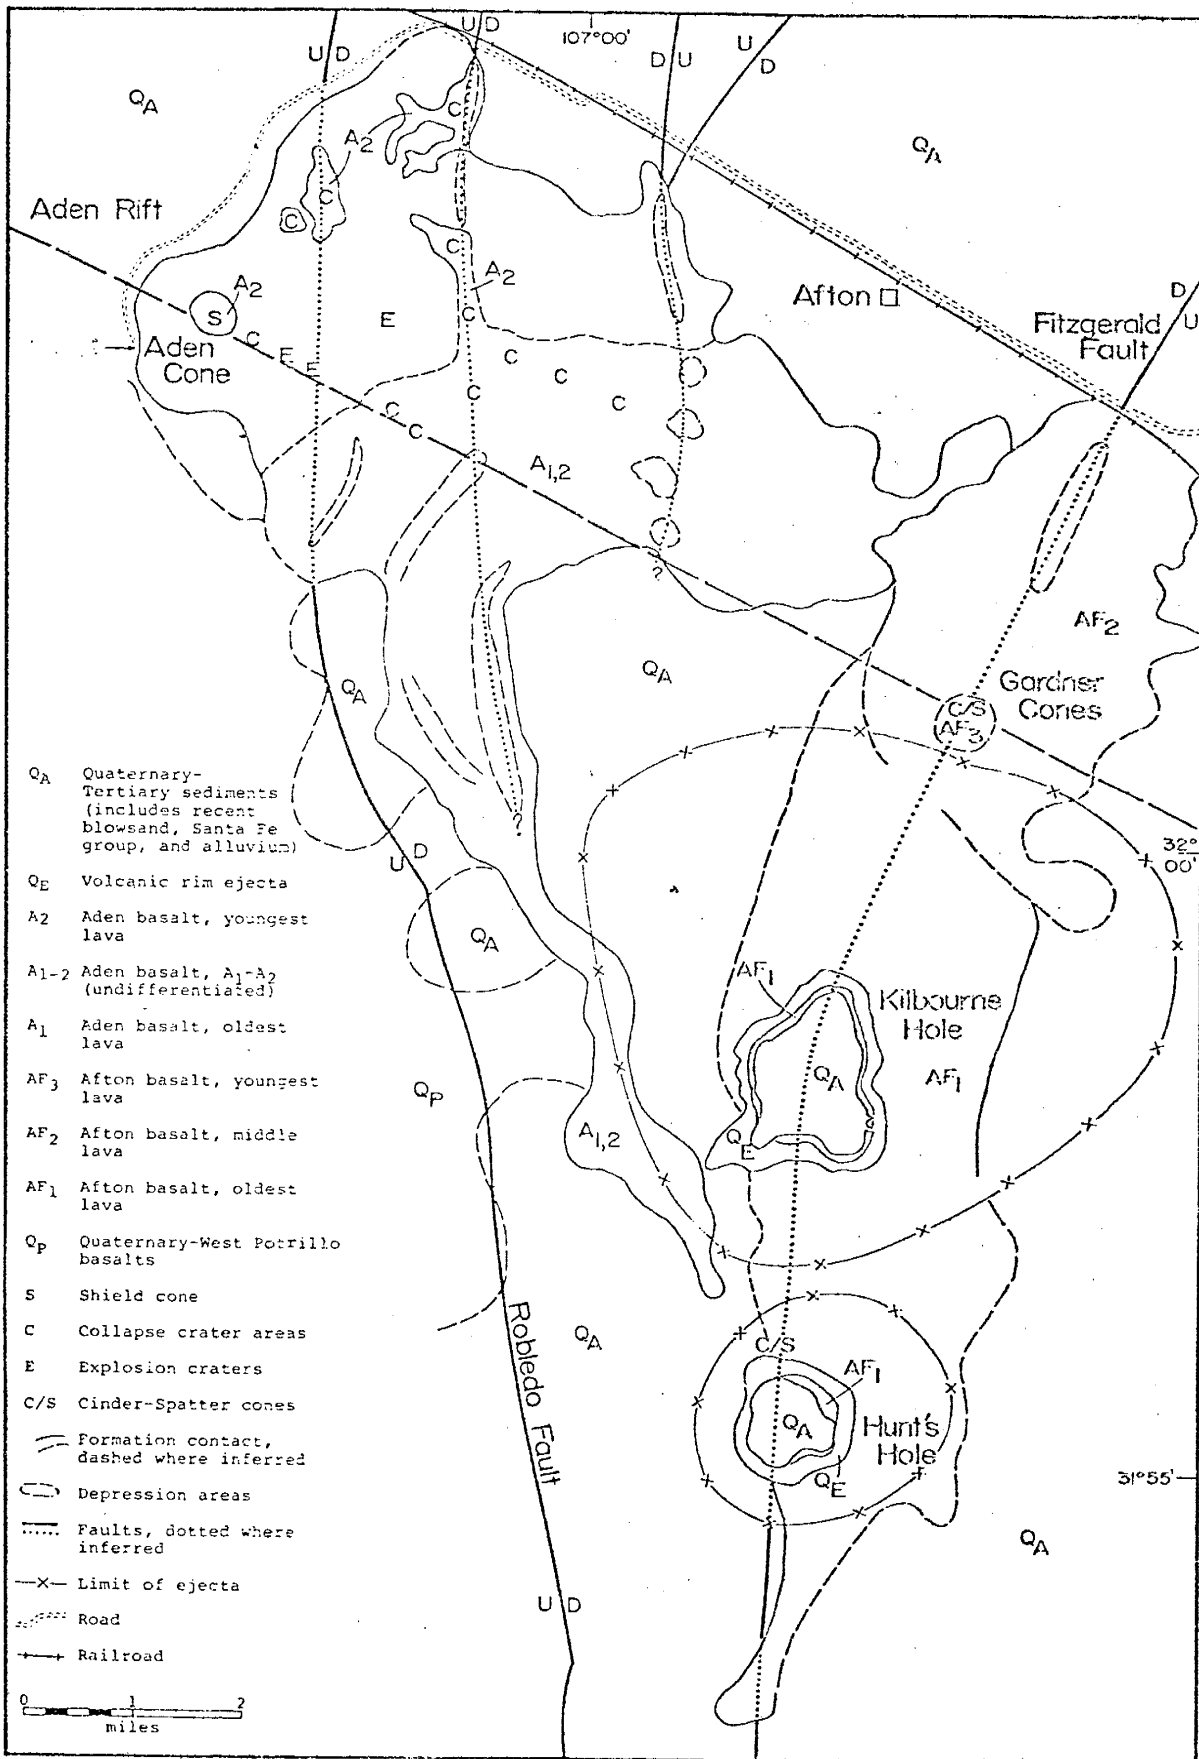 U D
U D
107°00'
D U
U
D
QA
A2
C
QA
Aden Rift
C
C
C
A2
A2
S
E
C
Afton
D
U
Fitzgerald
Fault
Aden
Cone
C
E
E
C
C
C
C
C
C
A1,2
AF2
QA
QA
Gardner
Cones
C/S
AF3
?
?
32°
00'
QA Quaternary-
Tertiary sediments
(includes recent
blowsand, Santa Fe
group, and alluvium)
U D
QE Volcanic rim ejecta
A2 Aden basalt, youngest
lava
QA
A1-2 Aden basalt, A1-A2
(undifferentiated)
AF1
Kilbourne
Hole
A1 Aden basalt, oldest
lava
AF3 Afton basalt, youngest
lava
QP
QA
AF1
AF2 Afton basalt, middle
lava
A1,2
QE
AF1 Afton basalt, oldest
lava
QP Quaternary-West Potrillo
basalts
S Shield cone
C Collapse crater areas
E Explosion craters
C/S Cinder-Spatter cones
Formation contact,
dashed where inferred
Depression areas
Faults, dotted where
inferred
Limit of ejecta
Road
Railroad
Robledo Fault
QA
C/S
AF1
QA
Hunt's
Hole
QE
31°55'
QA
U D
0 1 2
miles